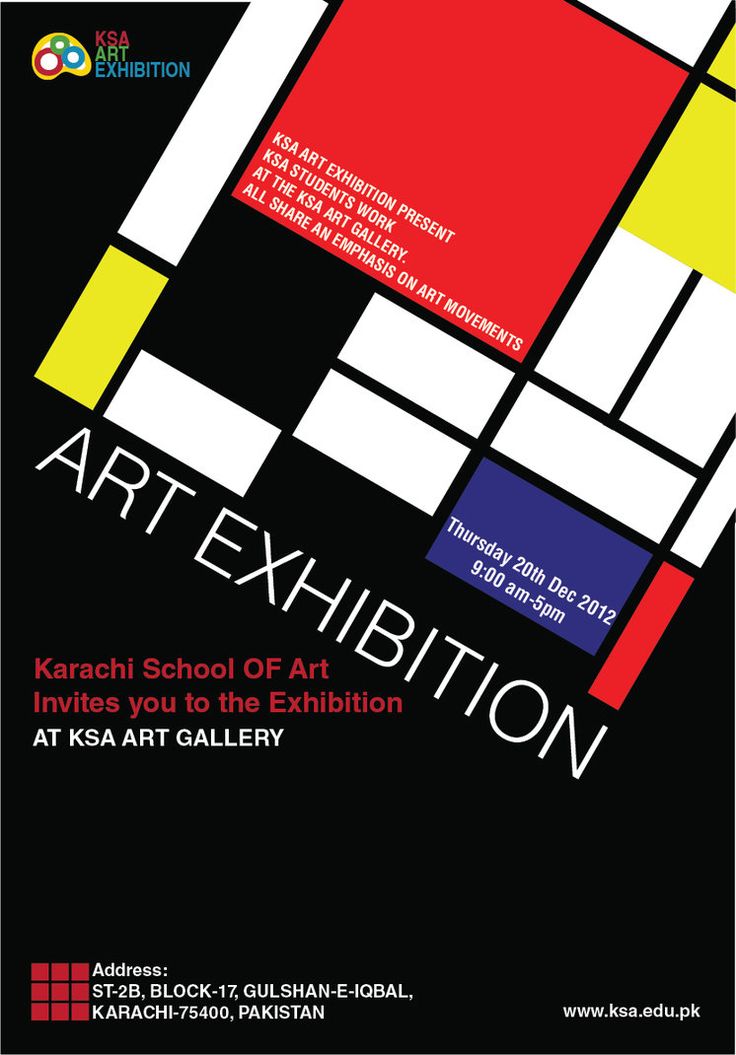 KSA
ART
EXHIBITION
KSA ART EXHIBITION PRESENT
KSA STUDENTS WORK
AT THE KSA ART GALLERY.
ALL SHARE AN EMPHASIS ON ART MOVEMENTS
Thursday 20th Dec 2012
9:00 am-5pm
ART EXHIBITION
Karachi School OF Art
Invites you to the Exhibition
AT KSA ART GALLERY
Address:
ST-2B, BLOCK-17, GULSHAN-E-IQBAL,
KARACHI-75400, PAKISTAN
www.ksa.edu.pk